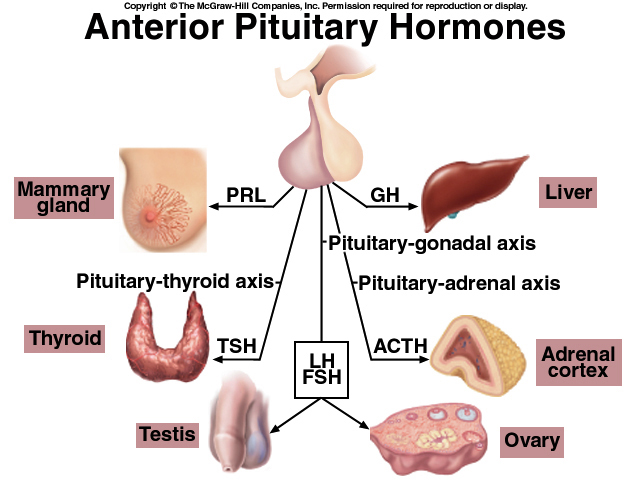 Copyright © The McGraw-Hill Companies, Inc. Permission required for reproduction or display.
Anterior Pituitary Hormones
Mammary
gland
PRL
GH
Liver
Pituitary-gonadal axis
Pituitary-thyroid axis
Pituitary-adrenal axis
Thyroid
TSH
LH
FSH
ACTH
Adrenal
cortex
Testis
Ovary